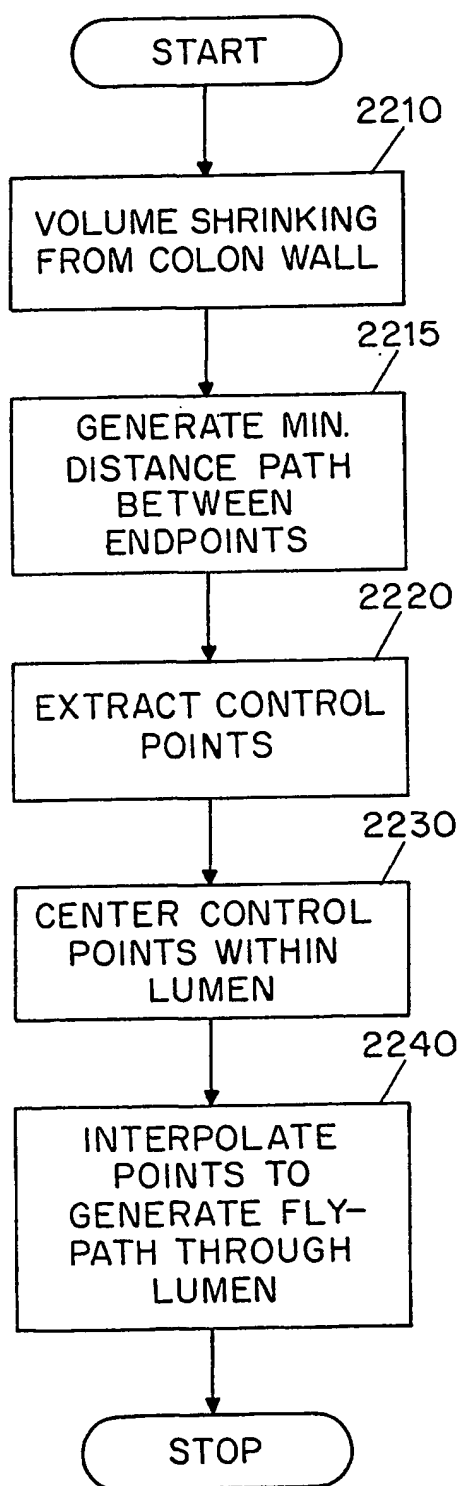 START
2210
VOLUME SHRINKING
FROM COLON WALL
2215
GENERATE MIN.
DISTANCE PATH
BETWEEN
ENDPOINTS
2220
EXTRACT CONTROL
POINTS
2230
CENTER CONTROL
POINTS WITHIN
LUMEN
2240
INTERPOLATE
POINTS TO
GENERATE FLY-
PATH THROUGH
LUMEN
STOP